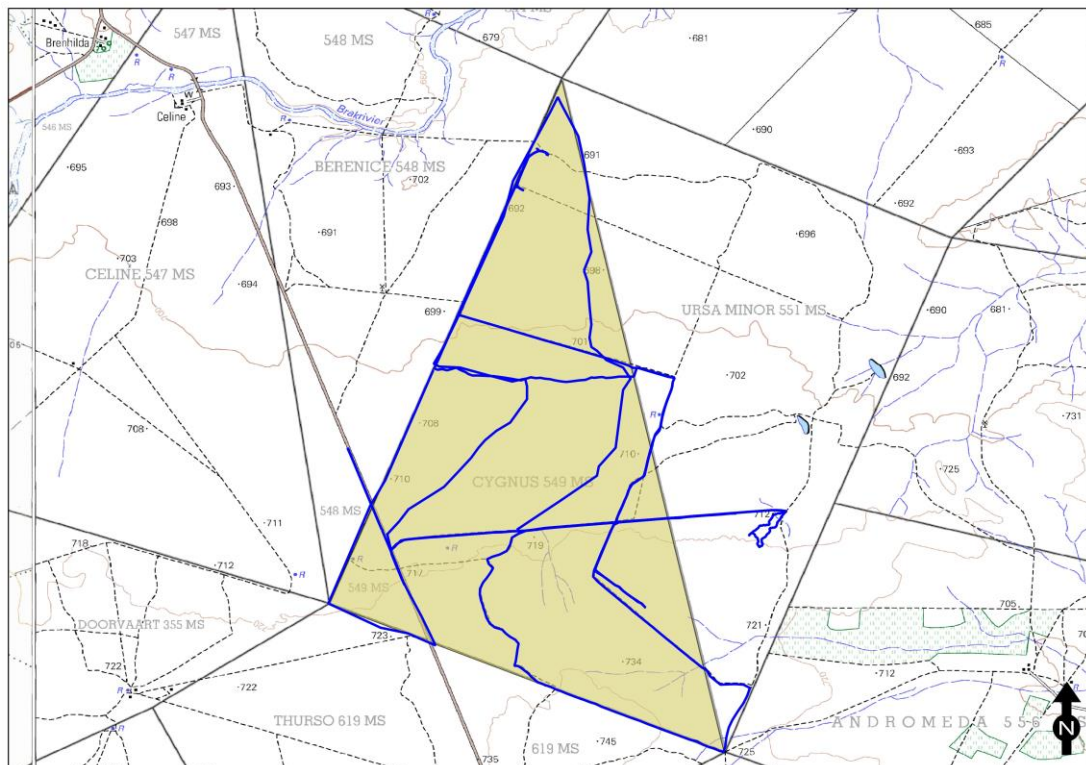 547 MS
548 MS
679
681
685
R
Brenhilda
R
R
R
W
Celine
R
Brakrivier
690
546 MS
695
693
BERENICE 548 MS
702
691
693
A
698
692
692
691
696
703
CELINE 547 MS
694
698
699
URSA MINOR 551 MS
690
681
701
702
692
708
708
R
731
710
710
CYGNUS 549 MS
725
548 MS
711
712
718
712
R
R
R
719
717
549 MS
705
DOORVAART 355 MS
723
721
722
734
712
R
722
R
THURSO 619 MS
745
619 MS
725
735
ANDROMEDA 556
N
R